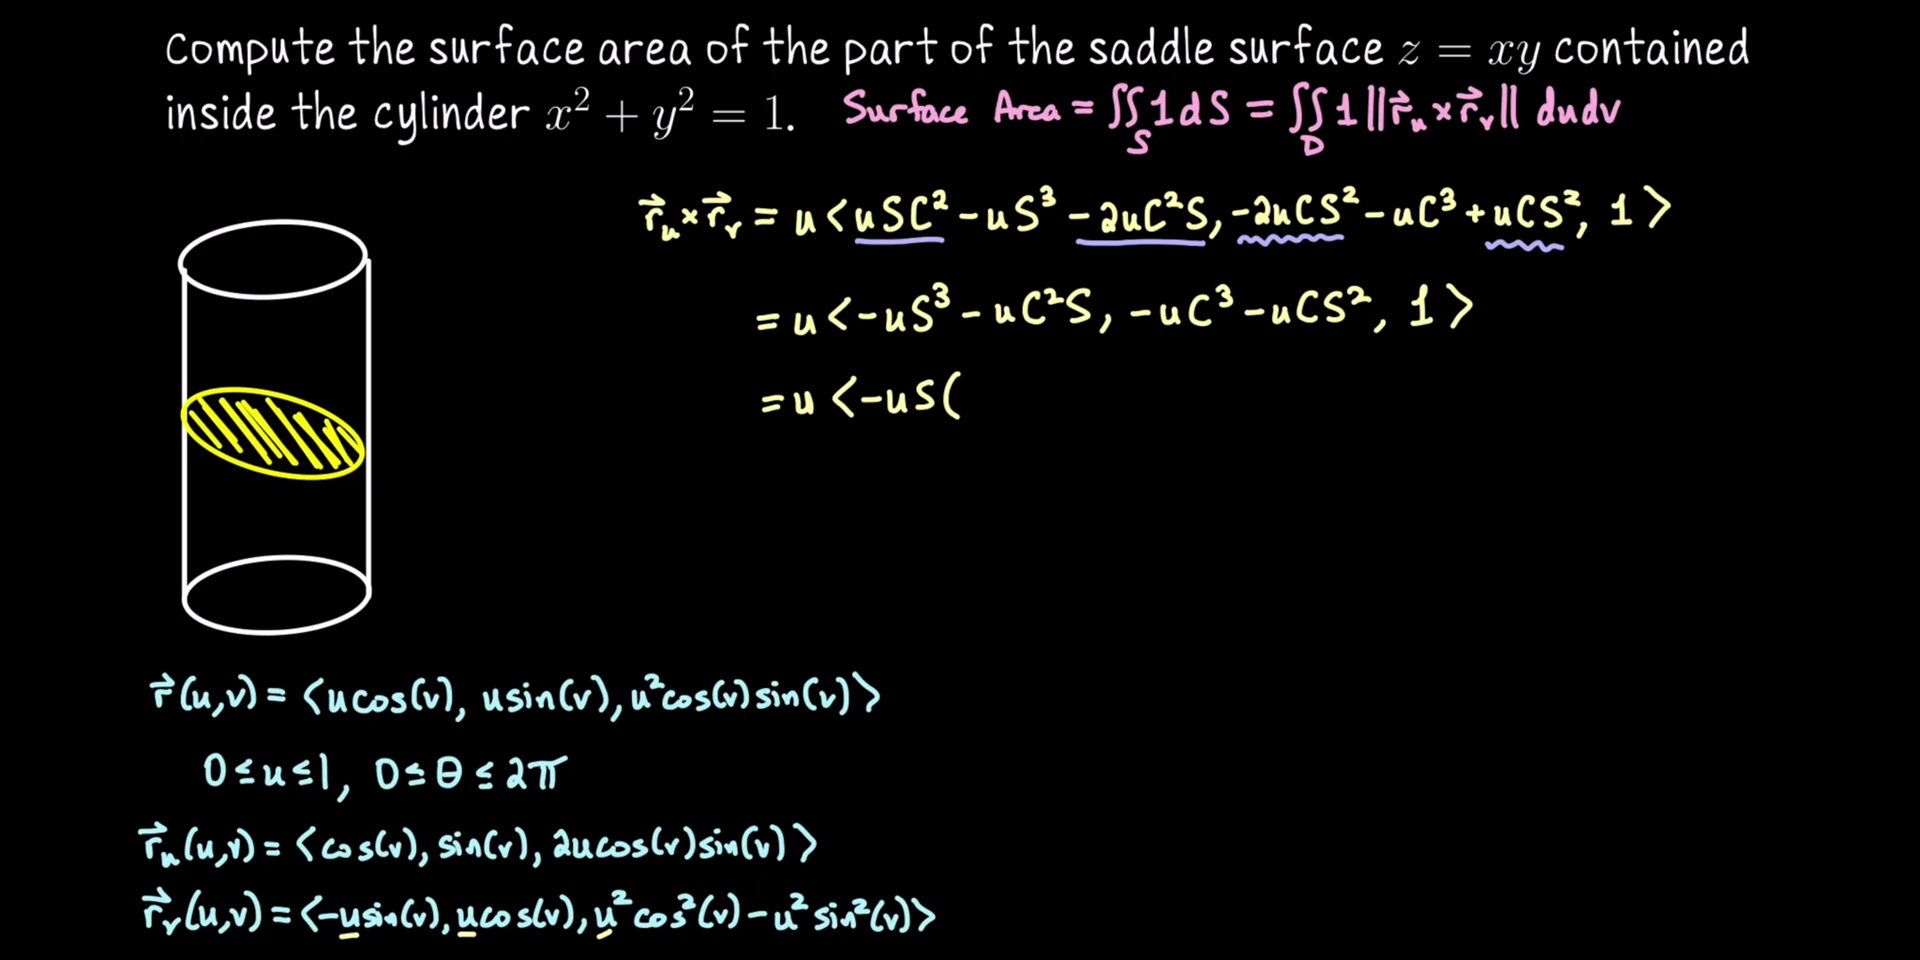 Compute the surface area of the part of the saddle surface z = xy contained
inside the cylinder x² + y² = 1. Surface Area = ∬_S 1 dS = ∬_D 1 ||r⃗_u × r⃗_v|| du dv
r⃗_u × r⃗_v = u <uSC² - uS³ - 2uC²S, -2uCS² - uC³ + uCS², 1>
= u <-uS³ - uC²S, -uC³ - uCS², 1>
= u <-uS(
r⃗(u,v) = <u cos(v), u sin(v), u² cos(v) sin(v)>
0 ≤ u ≤ 1, 0 ≤ θ ≤ 2π
r⃗_u(u,v) = <cos(v), sin(v), 2u cos(v) sin(v)>
r⃗_v(u,v) = <-u sin(v), u cos(v), u² cos²(v) - u² sin²(v)>